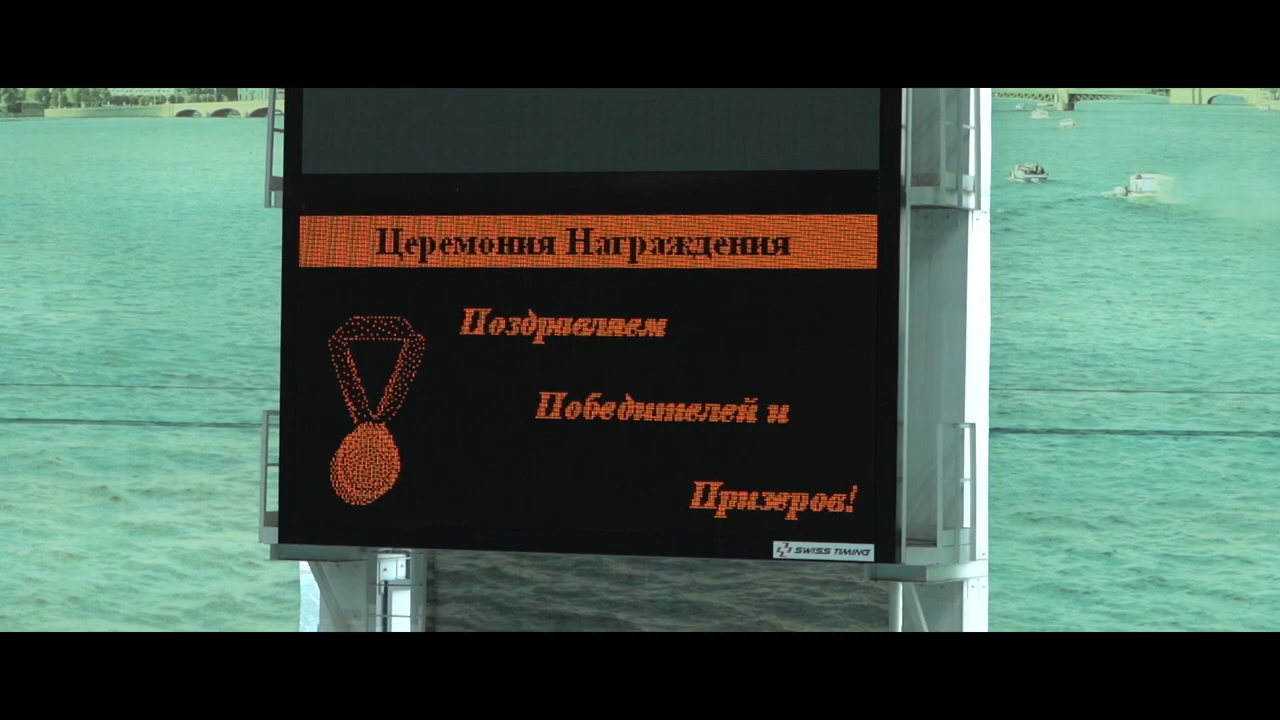 Церемония Награждения
Поздравляем
Победителей и
Призеров!
SWISS TIMING